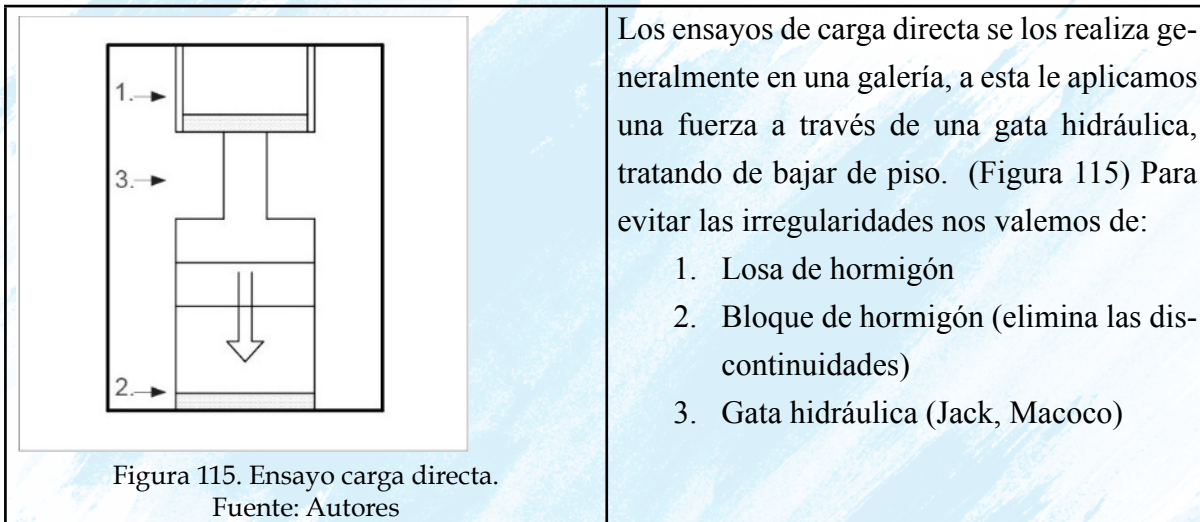 1.
3.
2.
Figura 115. Ensayo carga directa.
Fuente: Autores
Los ensayos de carga directa se los realiza ge-
neralmente en una galería, a esta le aplicamos
una fuerza a través de una gata hidráulica,
tratando de bajar de piso. (Figura 115) Para
evitar las irregularidades nos valemos de:
1. Losa de hormigón
2. Bloque de hormigón (elimina las dis-
continuidades)
3. Gata hidráulica (Jack, Macoco)